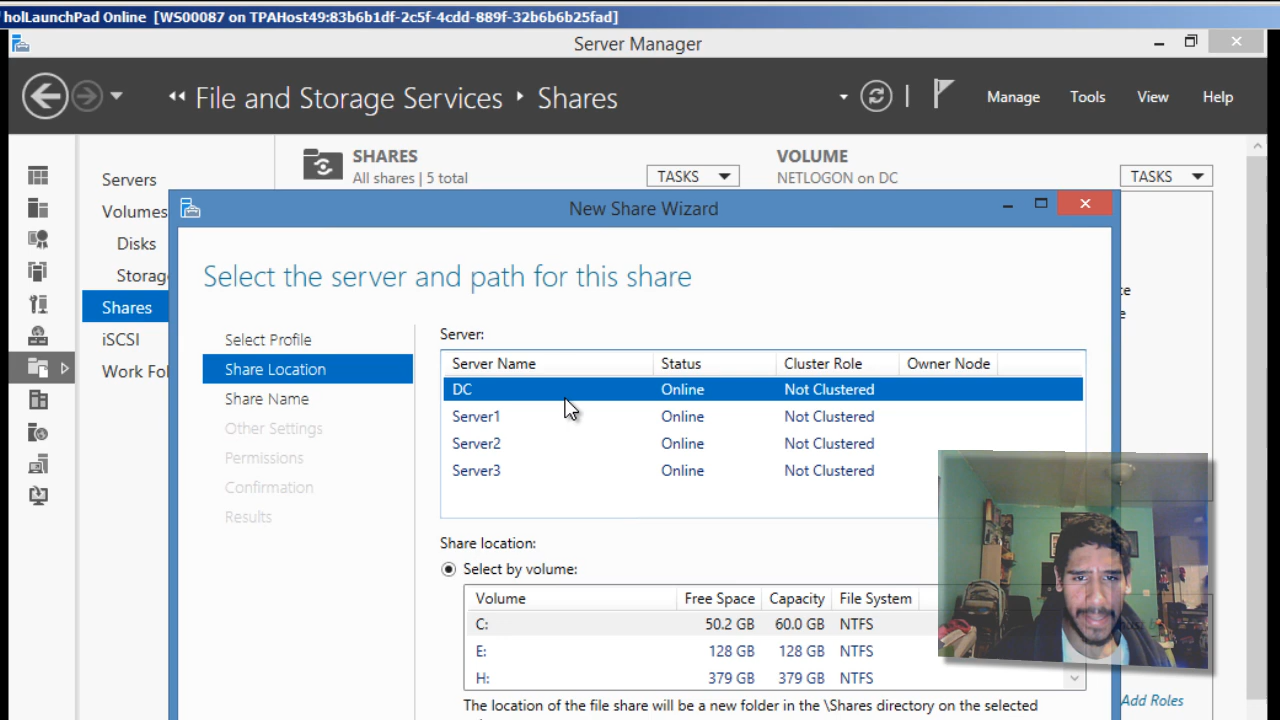 holLaunchPad Online [WS00087 on TPAHost49:83b6b1df-2c5f-4cdd-889f-32b6b6b25fad]
Server Manager
File and Storage Services Shares
Manage Tools View Help
SHARES
All shares | 5 total
TASKS
VOLUME
NETLOGON on DC
TASKS
Servers
Volumes
Disks
Storag
Shares
iSCSI
Work Fol
New Share Wizard
Select the server and path for this share
Select Profile
Share Location
Share Name
Other Settings
Permissions
Confirmation
Results
Server:
Server Name Status Cluster Role Owner Node
DC Online Not Clustered
Server1 Online Not Clustered
Server2 Online Not Clustered
Server3 Online Not Clustered
Share location:
Select by volume:
Volume Free Space Capacity File System
C: 50.2 GB 60.0 GB NTFS
E: 128 GB 128 GB NTFS
H: 379 GB 379 GB NTFS
The location of the file share will be a new folder in the \Shares directory on the selected
Add Roles